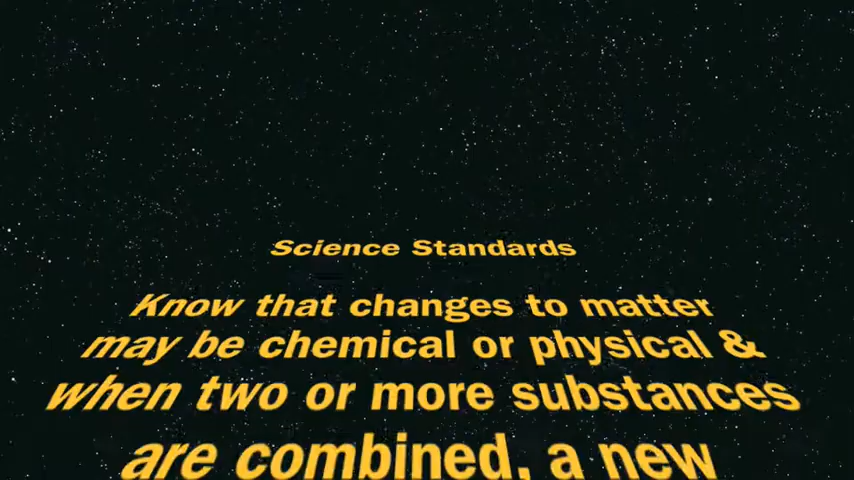 Science Standards
Know that changes to matter
may be chemical or physical &
when two or more substances
are combined, a new